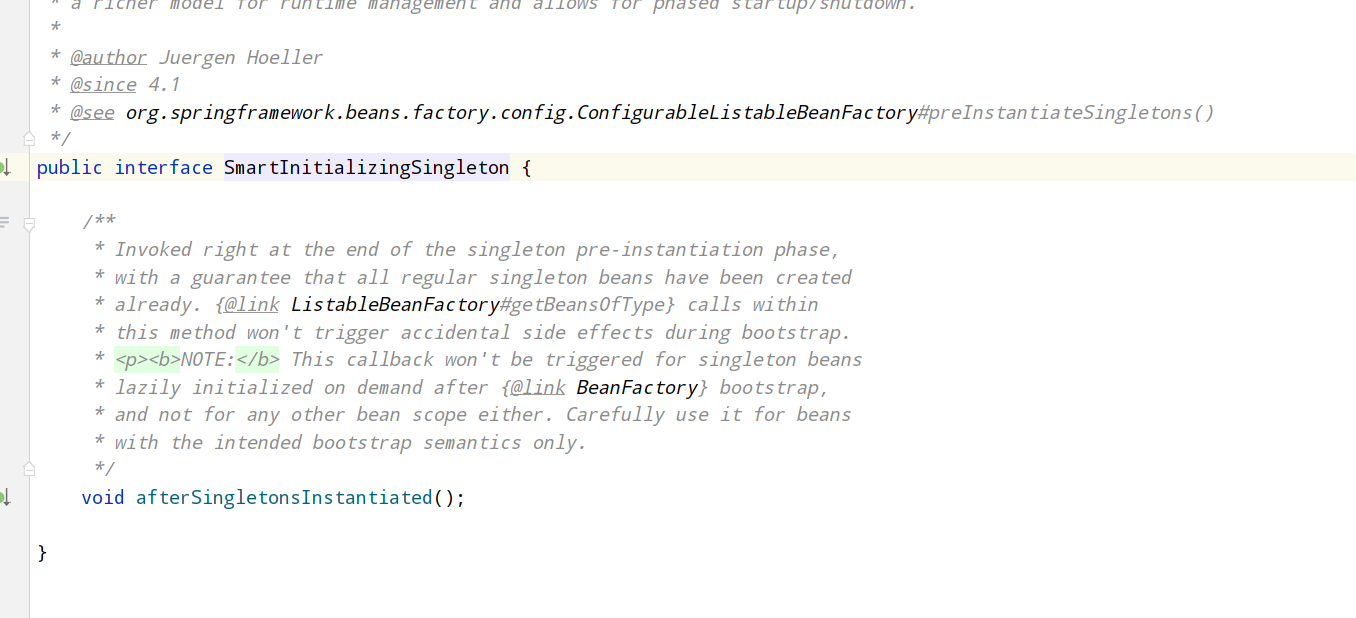 * a richer model for runtime management and allows for phased startup/shutdown.
*
* @author Juergen Hoeller
* @since 4.1
* @see org.springframework.beans.factory.config.ConfigurableListableBeanFactory#preInstantiateSingletons()
*/
public interface SmartInitializingSingleton {
/**
* Invoked right at the end of the singleton pre-instantiation phase,
* with a guarantee that all regular singleton beans have been created
* already. {@link ListableBeanFactory#getBeansOfType} calls within
* this method won't trigger accidental side effects during bootstrap.
* <p><b>NOTE:</b> This callback won't be triggered for singleton beans
* lazily initialized on demand after {@link BeanFactory} bootstrap,
* and not for any other bean scope either. Carefully use it for beans
* with the intended bootstrap semantics only.
*/
void afterSingletonsInstantiated();
}